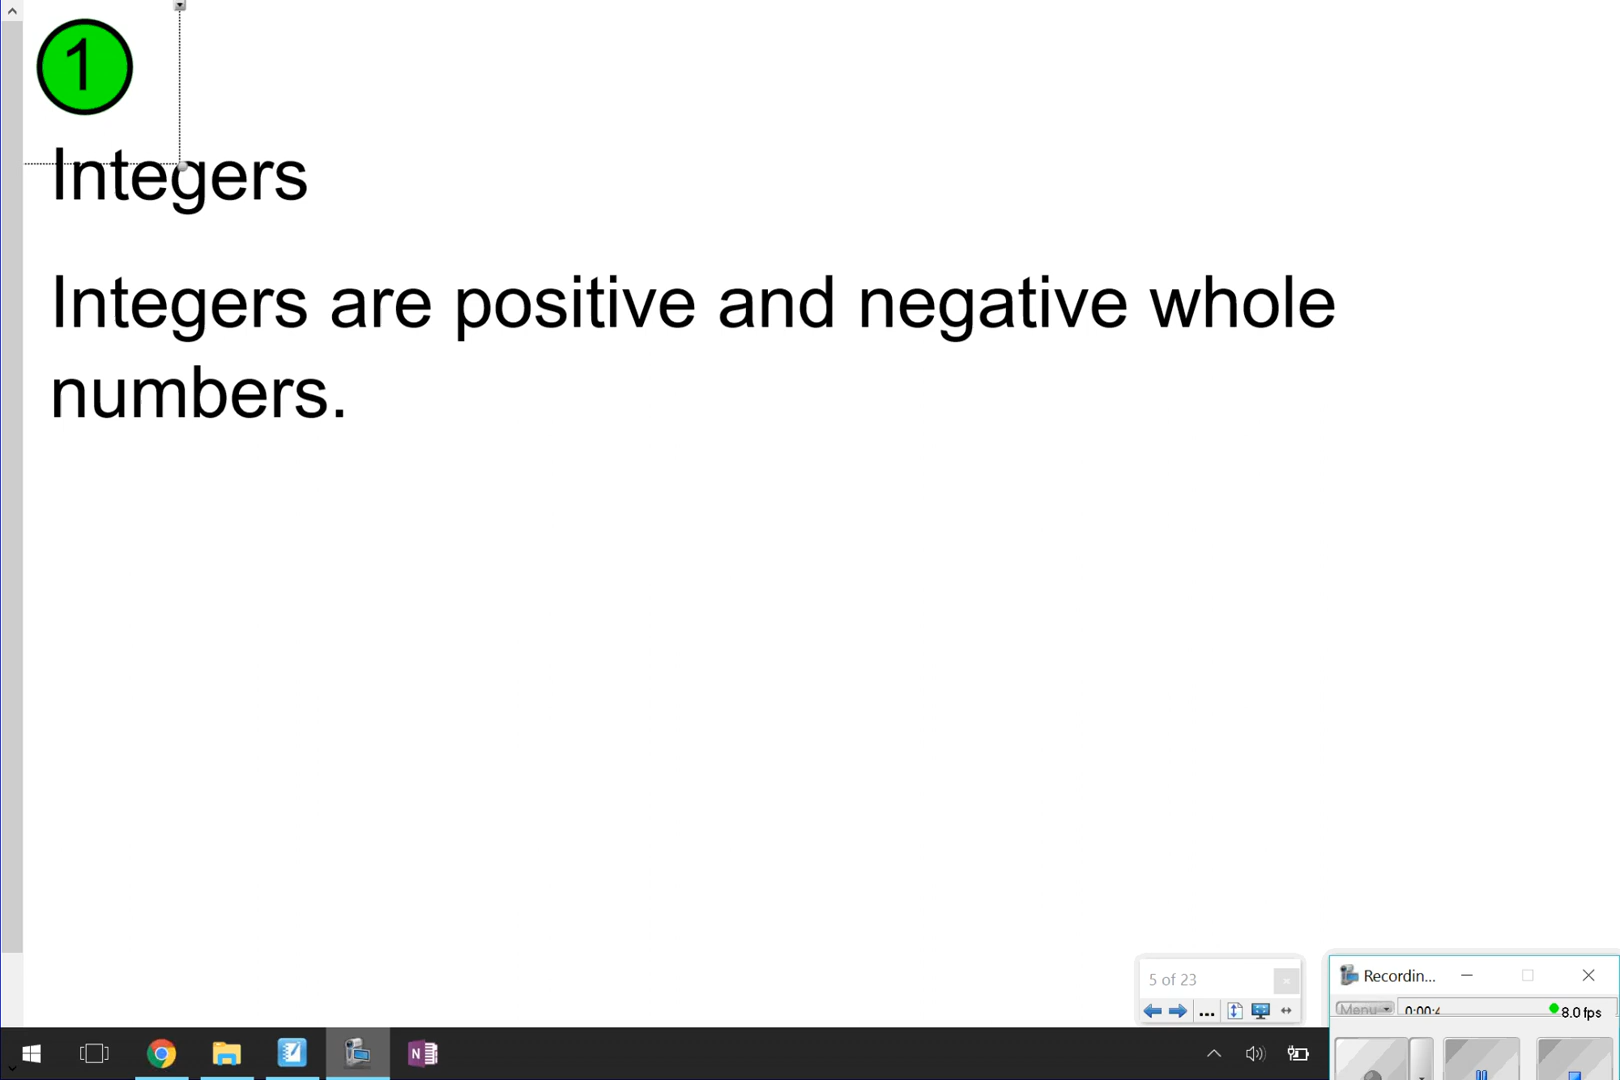 1
Integers
Integers are positive and negative whole
numbers.
5 of 23
Recordin...
Menu
8.0 fps
N